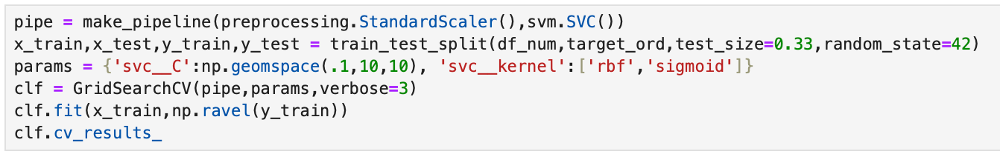 pipe = make_pipeline(preprocessing.StandardScaler(),svm.SVC())
x_train,x_test,y_train,y_test = train_test_split(df_num,target_ord,test_size=0.33,random_state=42)
params = {'svc__C':np.geomspace(.1,10,10), 'svc__kernel':['rbf','sigmoid']}
clf = GridSearchCV(pipe,params,verbose=3)
clf.fit(x_train,np.ravel(y_train))
clf.cv_results_